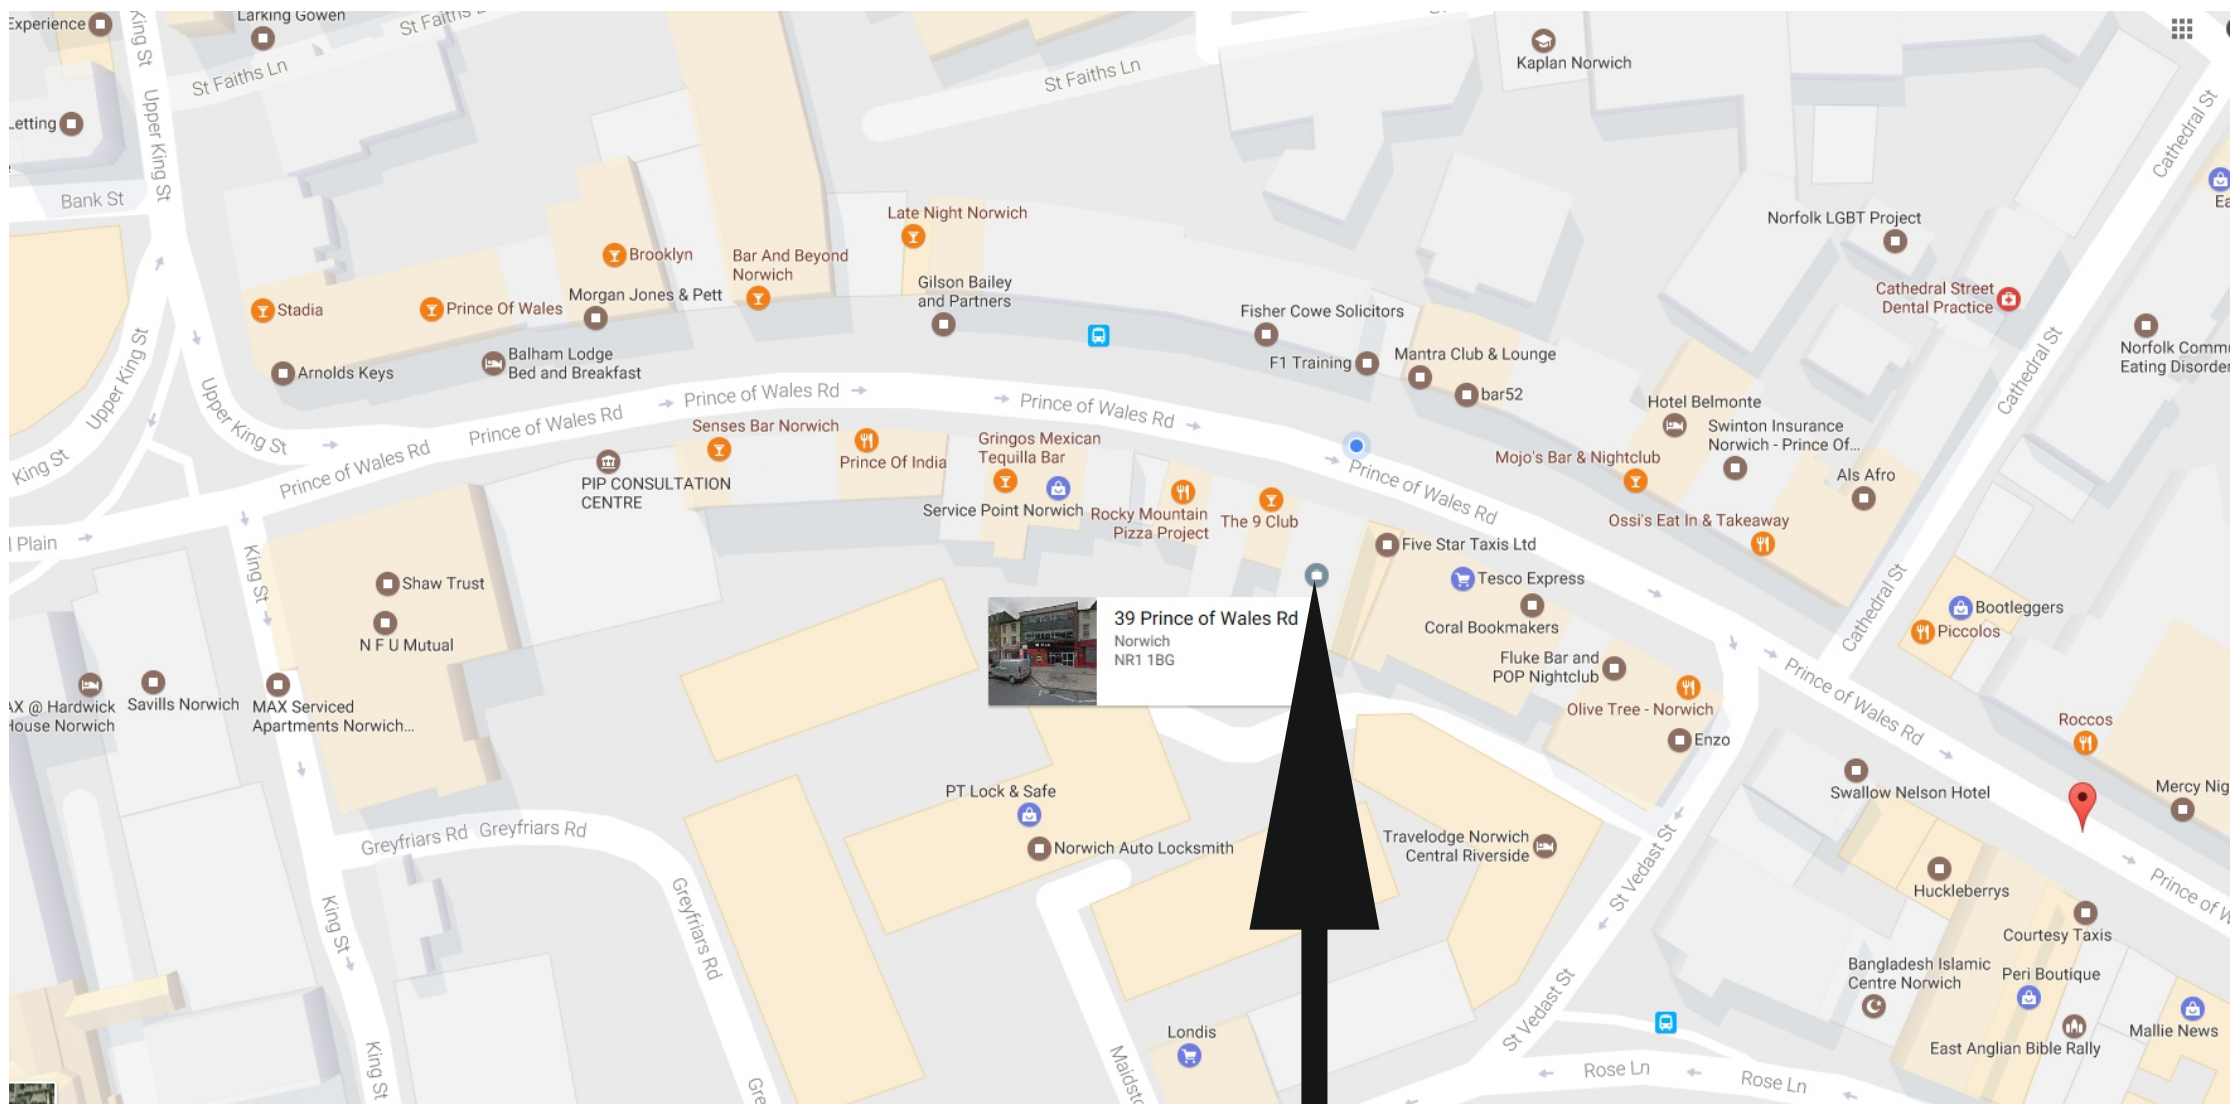 Experience
Larking Gowen
King St
St Faiths Ln
St Faiths Ln
St Faiths Ln
Kaplan Norwich
Letting
Upper King St
Bank St
Cathedral St
Late Night Norwich
Norfolk LGBT Project
Brooklyn
Bar And Beyond
Norwich
Gilson Bailey
and Partners
Cathedral Street
Dental Practice
Stadia
Prince Of Wales
Morgan Jones & Pett
Fisher Cowe Solicitors
F1 Training
Mantra Club & Lounge
bar52
Norfolk Commu
Eating Disorder
Arnolds Keys
Balham Lodge
Bed and Breakfast
Upper King St
Upper King St
Cathedral St
Prince of Wales Rd
Prince of Wales Rd
Prince of Wales Rd
Prince of Wales Rd
Hotel Belmonte
Swinton Insurance
Norwich - Prince Of...
Senses Bar Norwich
Prince Of India
Gringos Mexican
Tequilla Bar
Mojo's Bar & Nightclub
Als Afro
King St
PIP CONSULTATION
CENTRE
Service Point Norwich
Rocky Mountain
Pizza Project
The 9 Club
Prince of Wales Rd
Ossi's Eat In & Takeaway
Plain
Five Star Taxis Ltd
King St
Shaw Trust
Tesco Express
Cathedral St
Bootleggers
Piccolos
39 Prince of Wales Rd
Norwich
NR1 1BG
N F U Mutual
Coral Bookmakers
Fluke Bar and
POP Nightclub
Prince of Wales Rd
AX @ Hardwick
House Norwich
Savills Norwich
MAX Serviced
Apartments Norwich...
Olive Tree - Norwich
Enzo
Roccos
Swallow Nelson Hotel
Mercy Nig
PT Lock & Safe
Norwich Auto Locksmith
Greyfriars Rd
Greyfriars Rd
Travelodge Norwich
Central Riverside
St Vedast St
Huckleberrys
Prince of W
Greyfriars Rd
King St
Courtesy Taxis
Bangladesh Islamic
Centre Norwich
Peri Boutique
St Vedast St
Londis
East Anglian Bible Rally
Mallie News
King St
Gre
Maidsto
Rose Ln
Rose Ln